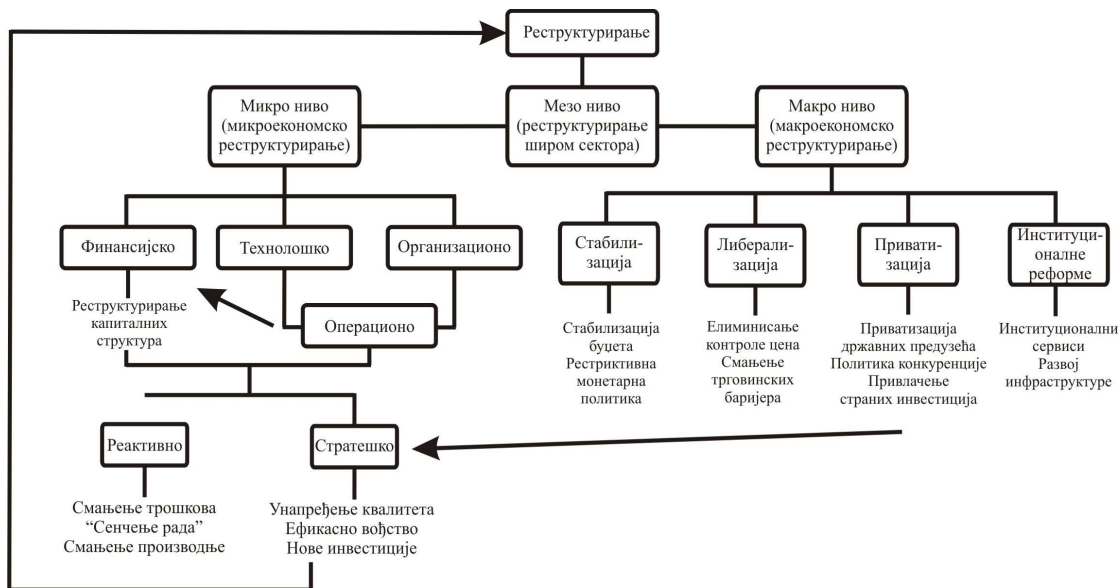 Реструктурирање
Микро ниво
(микроекономско
реструктурирање)
Мезо ниво
(реструктурирање
широм сектора)
Макро ниво
(макроекономско
реструктурирање)
Финансијско
Технолошко
Организационо
Стабили-
зација
Либерали-
зација
Привати-
зација
Институци-
оналне
реформе
Реструктурирање
капиталних
структура
Операционо
Стабилизација
буџета
Рестриктивна
монетарна
политика
Елиминисање
контроле цена
Смањење
трговинских
баријера
Приватизација
државних предузећа
Политика конкуренције
Привлачење
страних инвестиција
Институционални
сервиси
Развој
инфраструктуре
Реактивно
Стратешко
Смањење трошкова
“Сенчење рада”
Смањење производње
Унапређење квалитета
Ефикасно воћство
Нове инвестиције